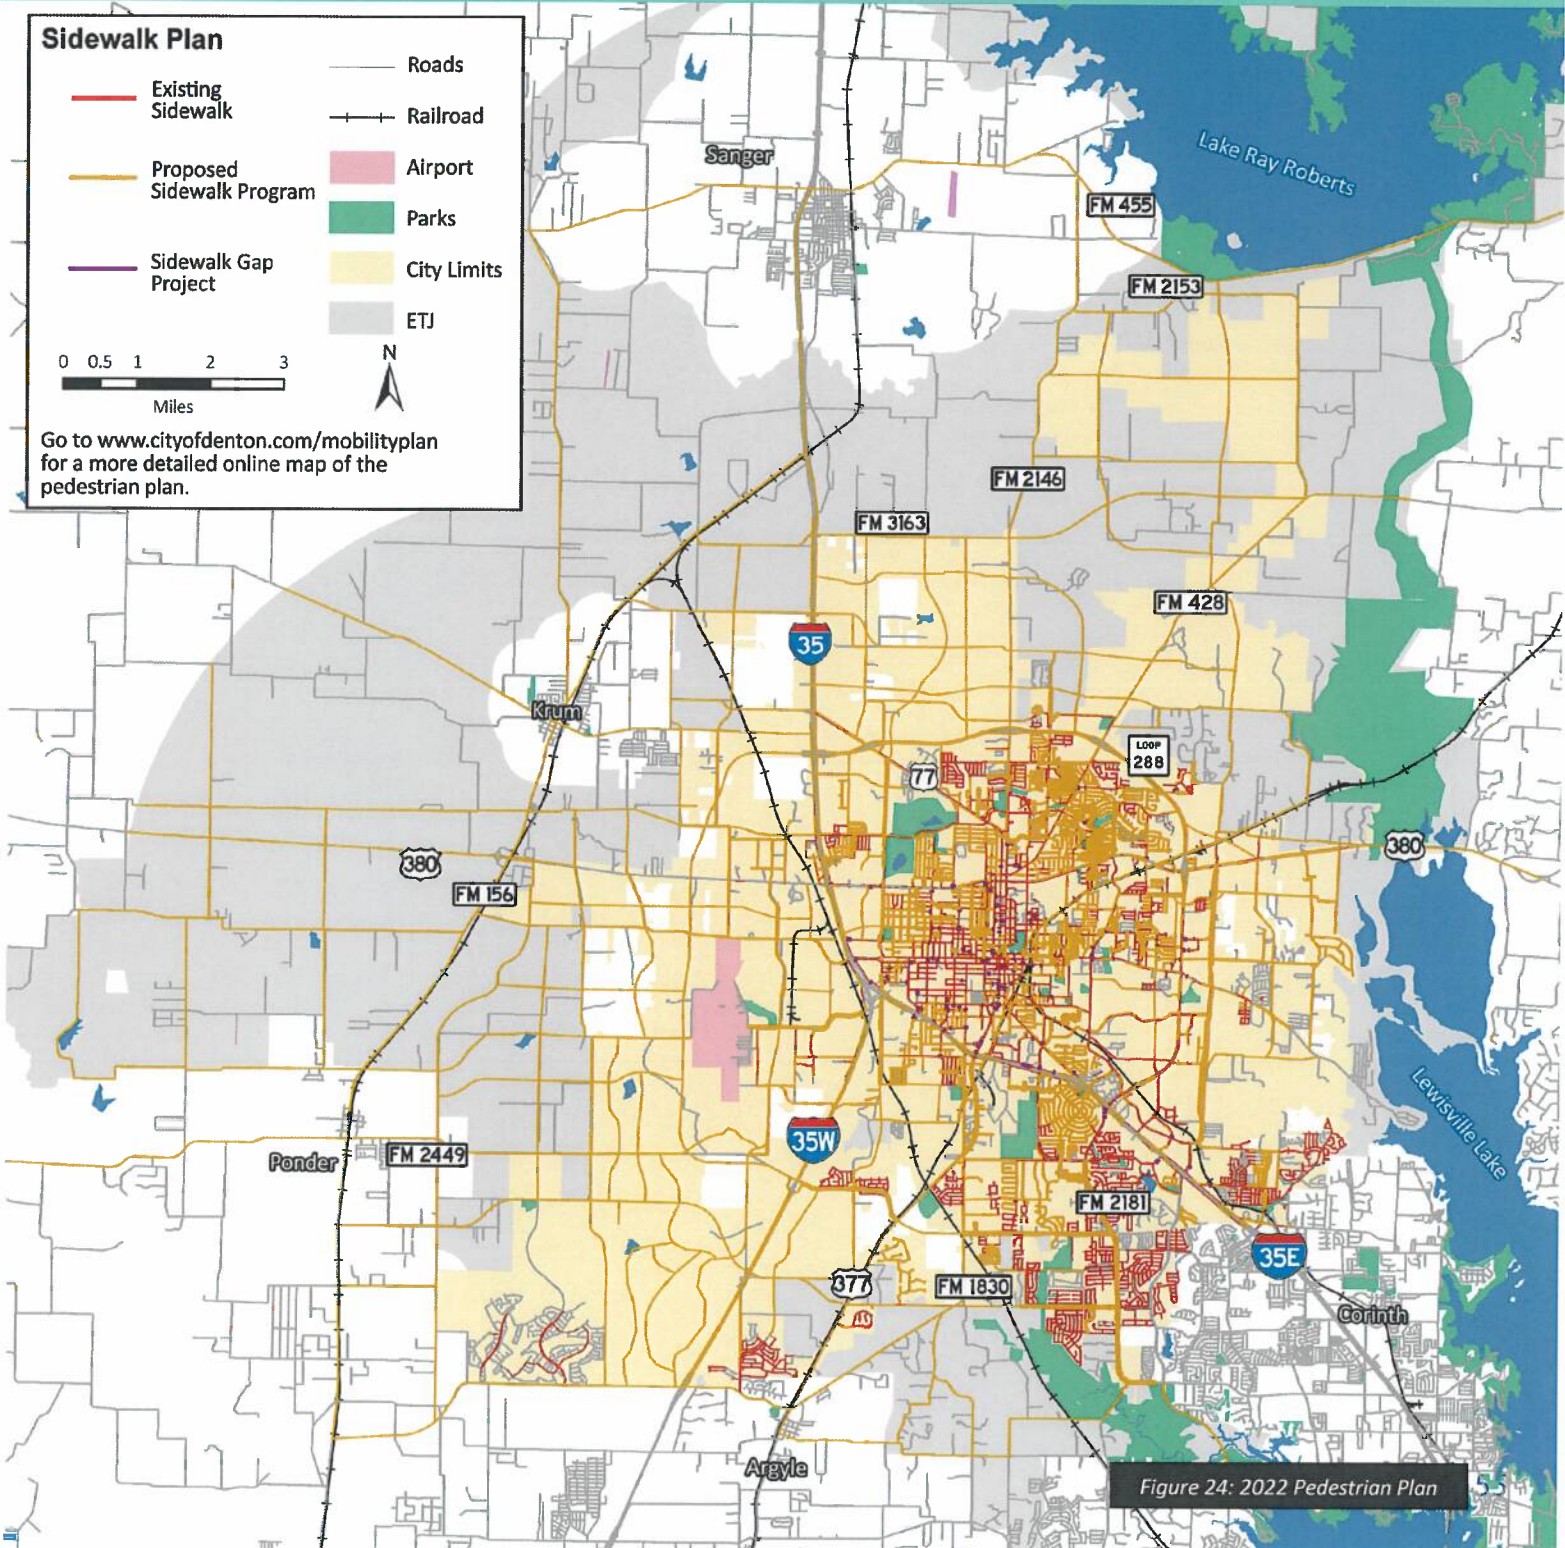 Sidewalk Plan
Existing
Sidewalk
Proposed
Sidewalk Program
Sidewalk Gap
Project
Roads
Railroad
Airport
Parks
City Limits
ETJ
0 0.5 1 2 3
Miles
N
Go to www.cityofdenton.com/mobilityplan
for a more detailed online map of the
pedestrian plan.
Sanger
Lake Ray Roberts
FM 455
FM 2153
FM 2146
FM 3163
FM 428
35
Krum
LOOP
288
77
380
380
FM 156
35W
Ponder
FM 2449
Lewisville Lake
FM 2181
35E
377
FM 1830
Corinth
Argyle
Figure 24: 2022 Pedestrian Plan
53